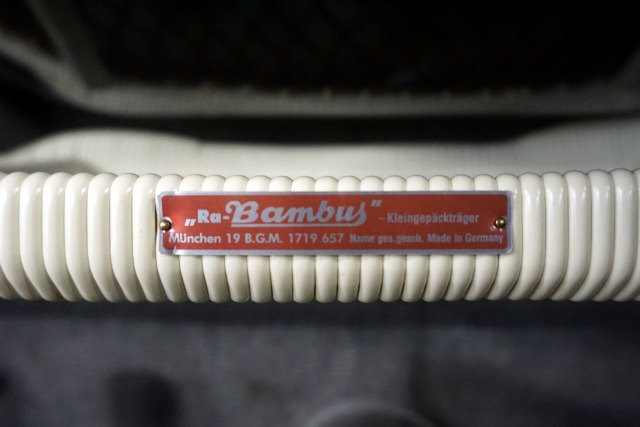 „Ra-Bambus" - Kleingepäckträger
München 19 B.G.M. 1719 657 Name ges.gesch. Made in Germany